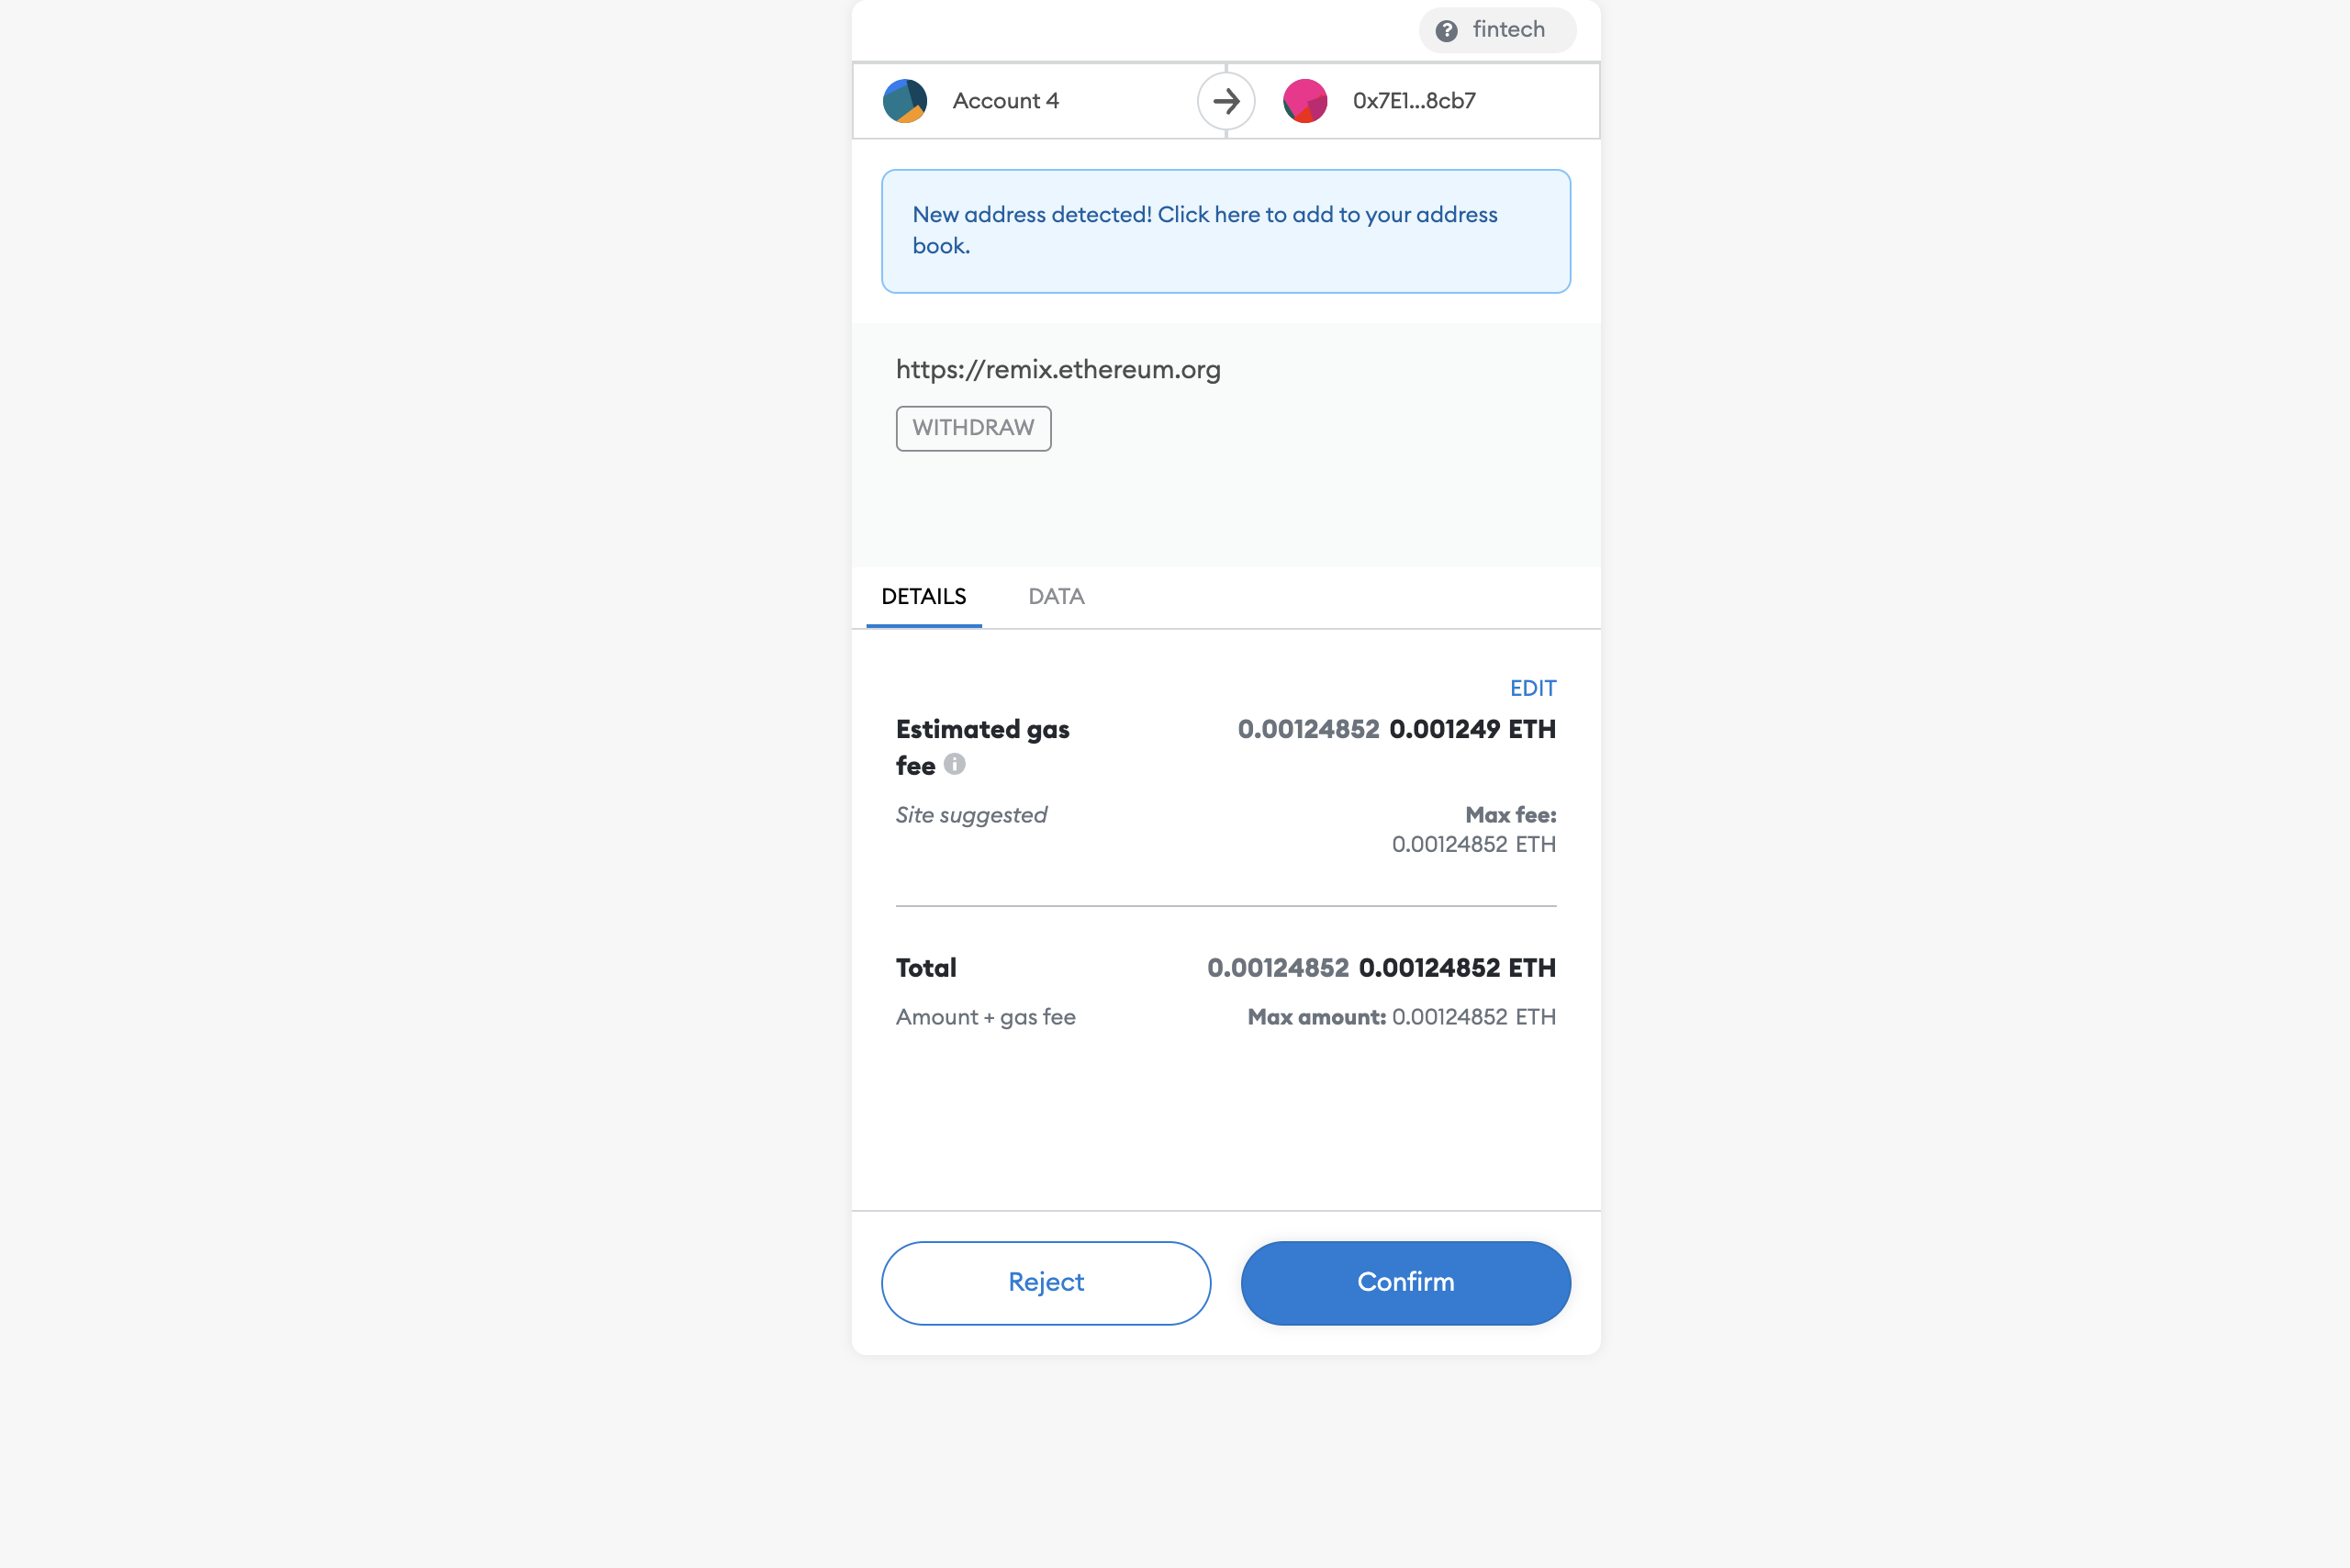 fintech
Account 4
0x7E1...8cb7
New address detected! Click here to add to your address
book.
https://remix.ethereum.org
WITHDRAW
DETAILS DATA
EDIT
Estimated gas 0.00124852 0.001249 ETH
fee
Site suggested Max fee:
0.00124852 ETH
Total 0.00124852 0.00124852 ETH
Amount + gas fee Max amount: 0.00124852 ETH
Reject Confirm